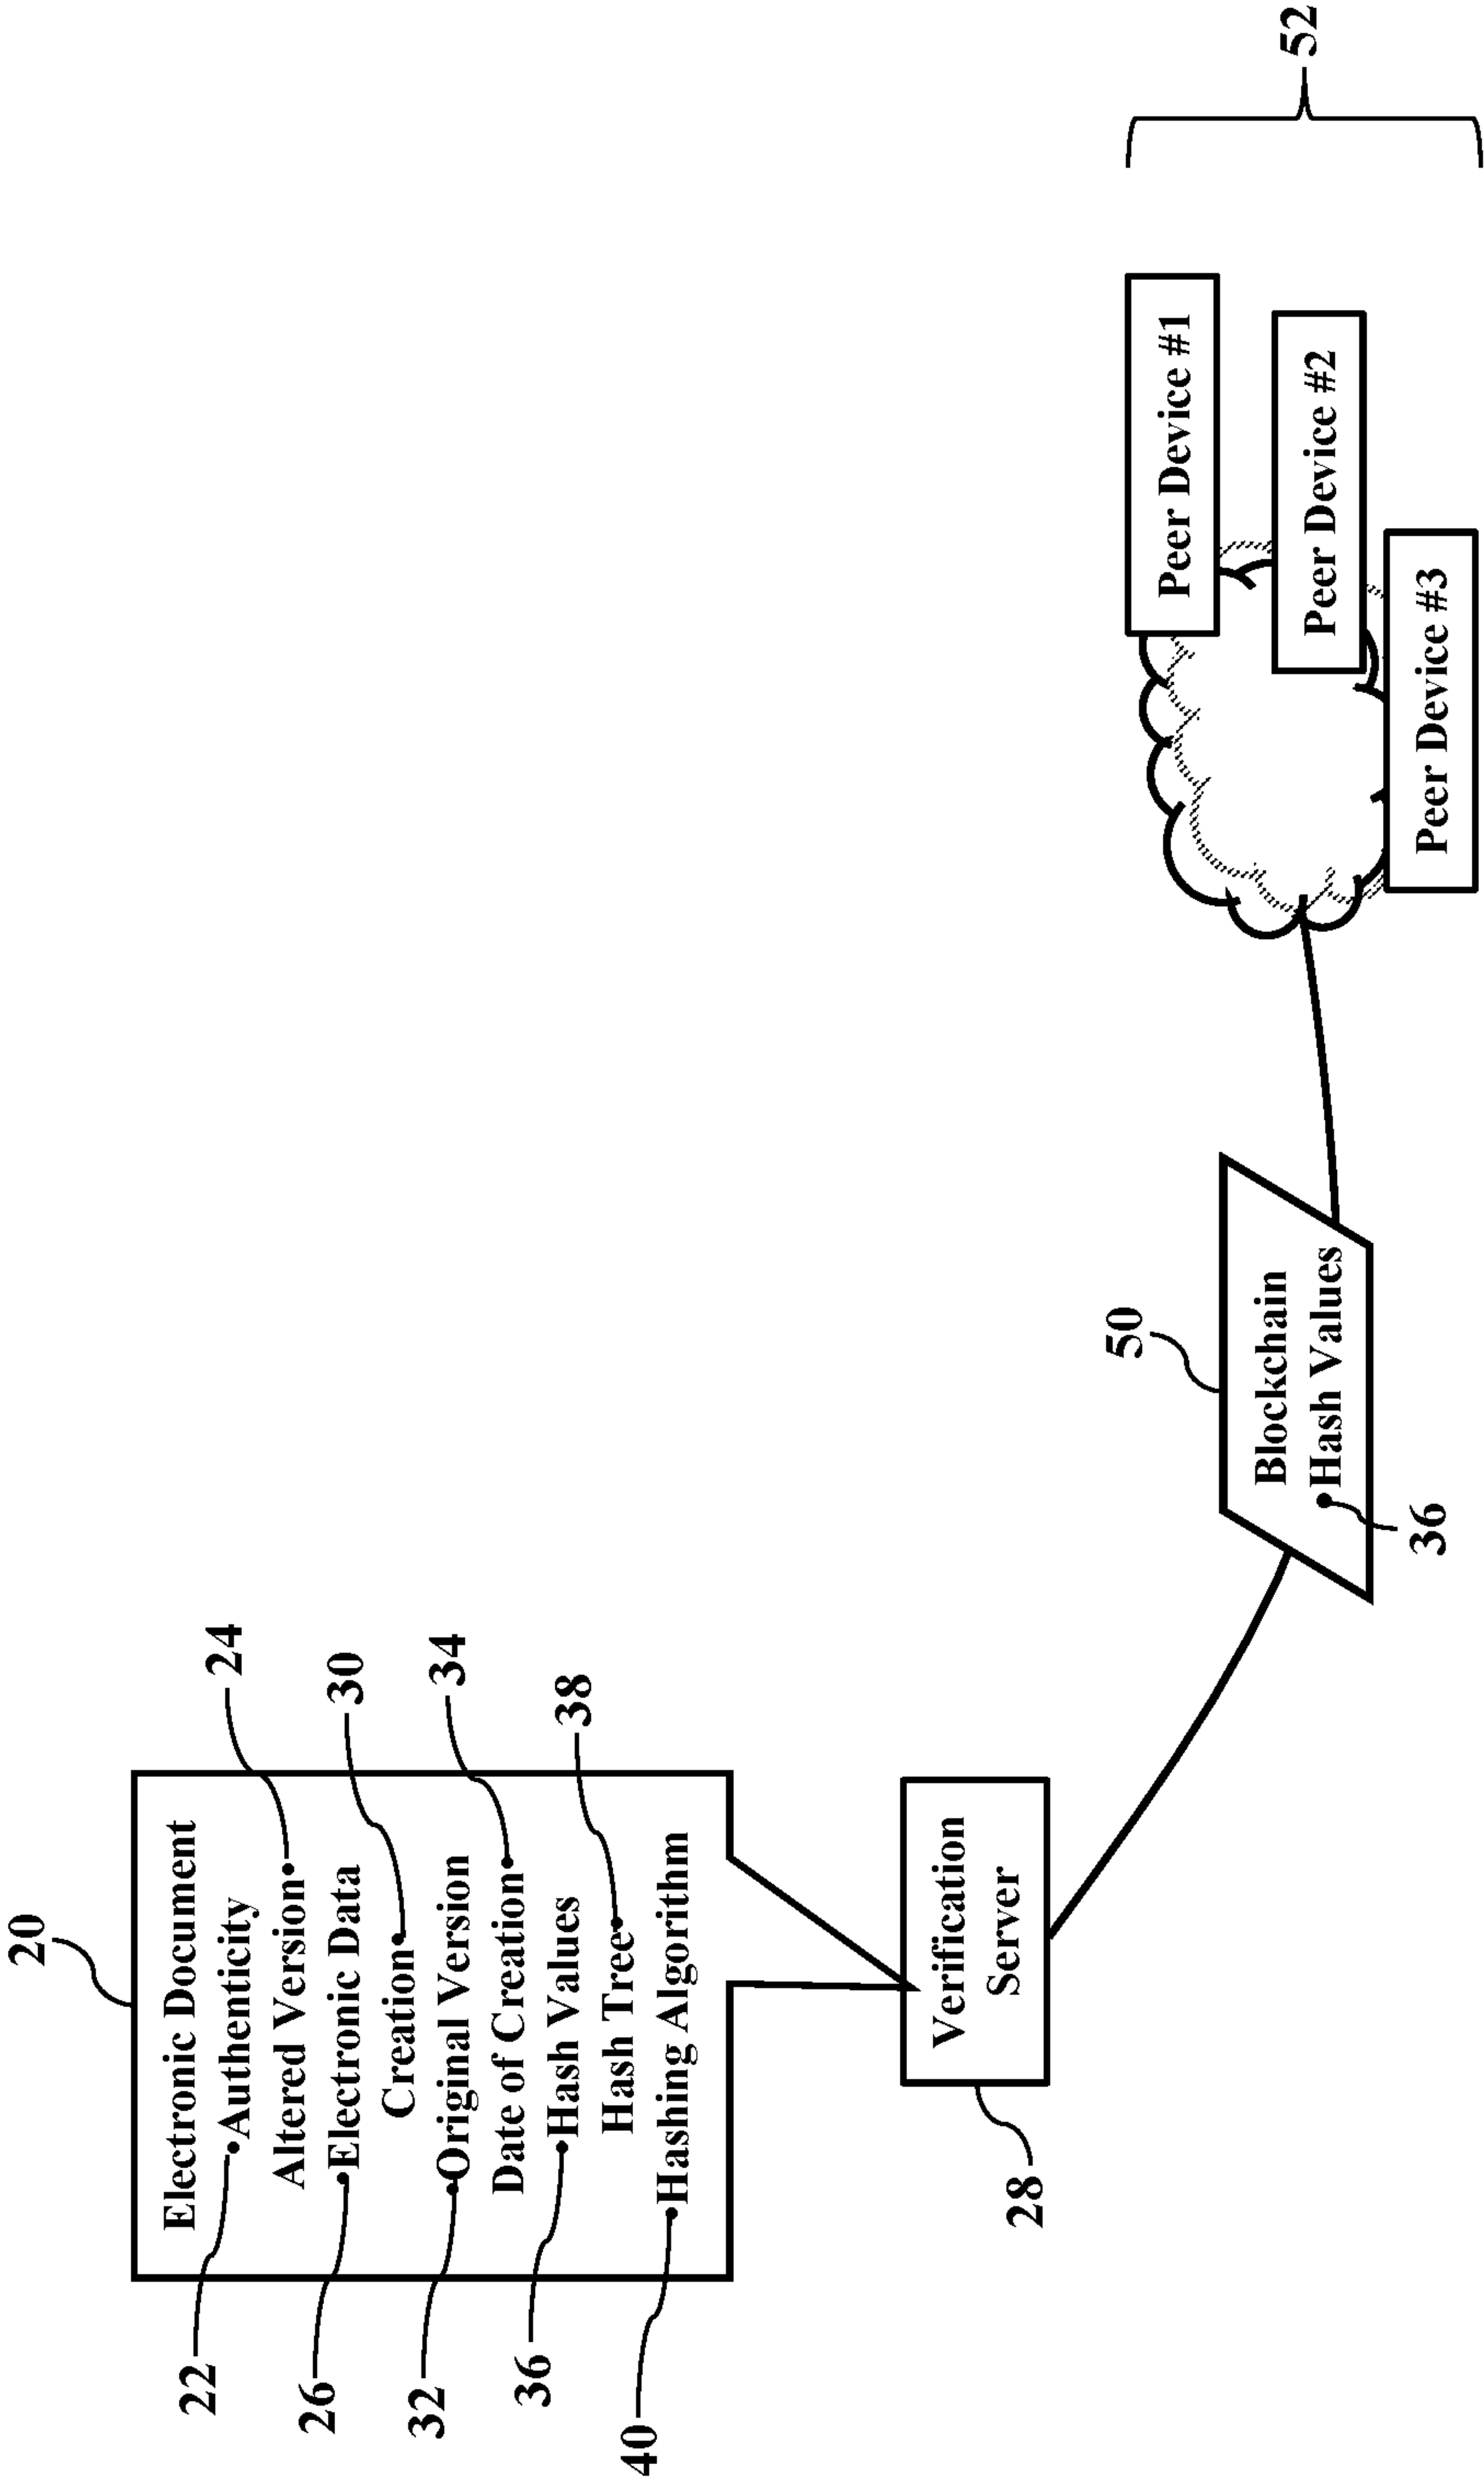 20
Electronic Document
22
Authenticity
Altered Version
24
26
Electronic Data
Creation
30
32
Original Version
Date of Creation
34
36
Hash Values
Hash Tree
38
40
Hashing Algorithm
28
Verification
Server
50
Blockchain
Hash Values
36
Peer Device #1
Peer Device #2
Peer Device #3
52